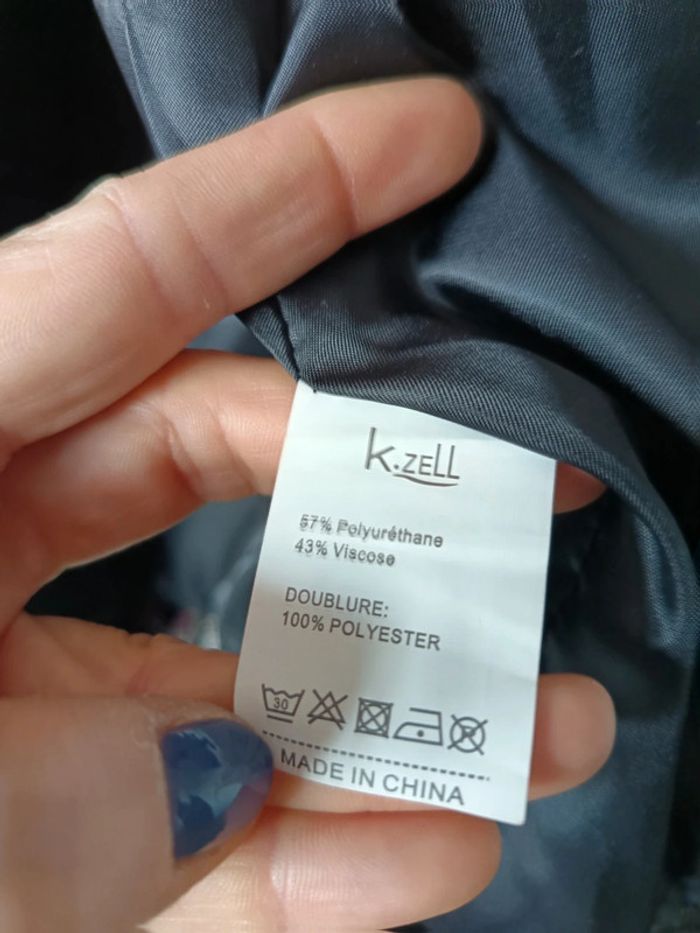 k.zell
57% Polyuréthane
43% Viscose
DOUBLURE:
100% POLYESTER
30
MADE IN CHINA